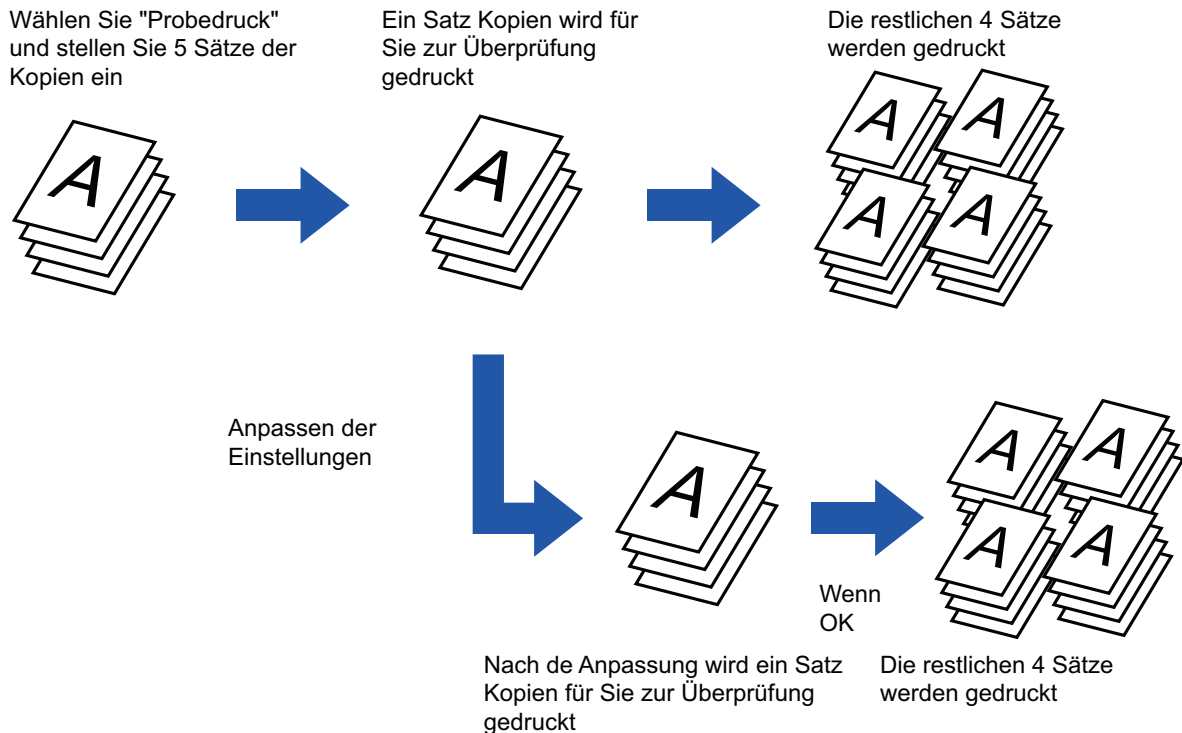 Wählen Sie "Probedruck"
und stellen Sie 5 Sätze der
Kopien ein
Ein Satz Kopien wird für
Sie zur Überprüfung
gedruckt
Die restlichen 4 Sätze
werden gedruckt
A
A
A
A
A
A
Anpassen der
Einstellungen
A
A
A
A
A
Wenn
OK
Nach de Anpassung wird ein Satz
Kopien für Sie zur Überprüfung
gedruckt
Die restlichen 4 Sätze
werden gedruckt